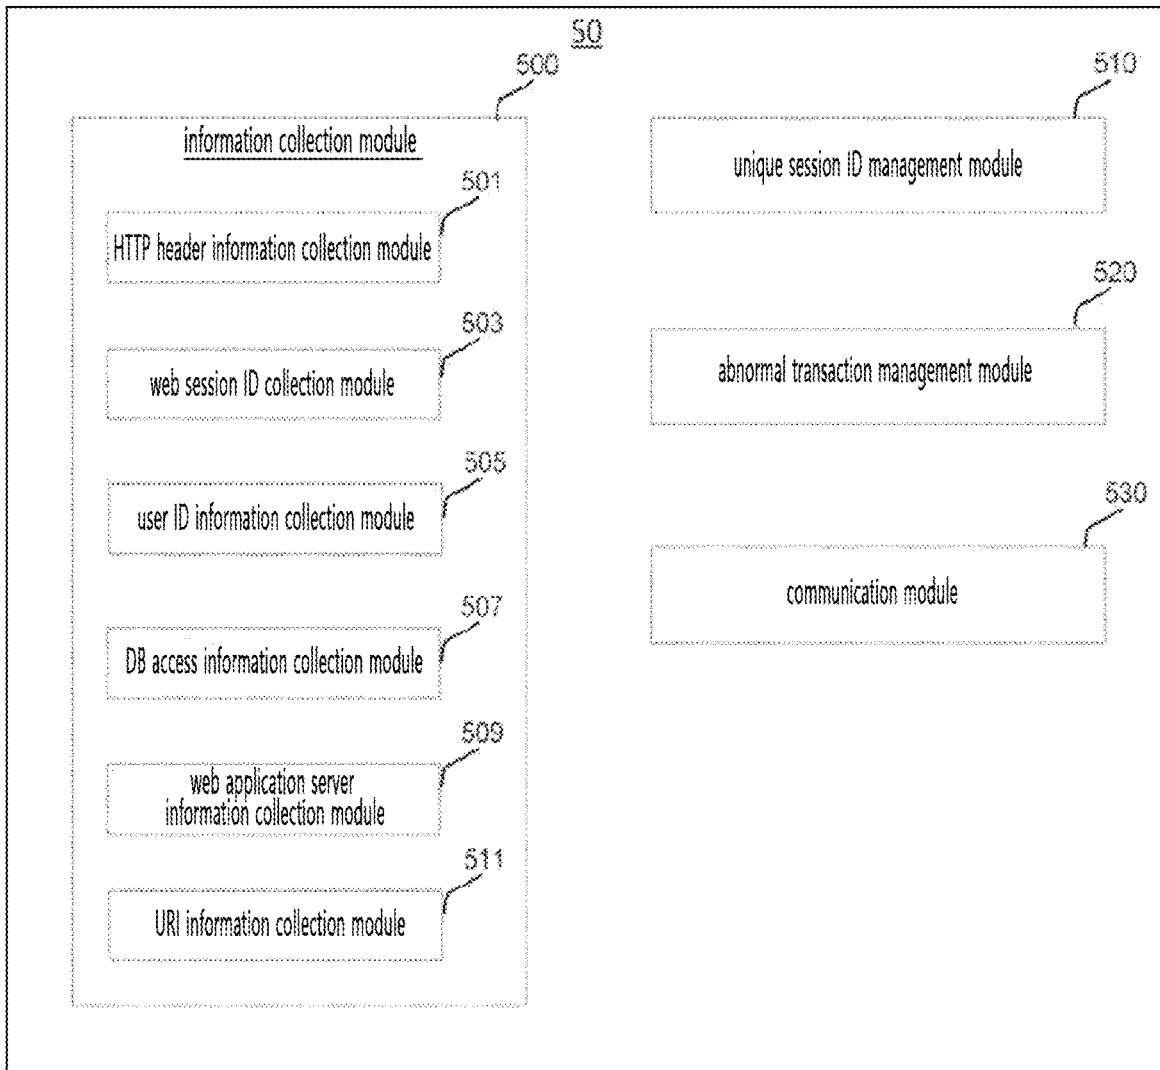 50
500
information collection module
501
HTTP header information collection module
503
web session ID collection module
505
user ID information collection module
507
DB access information collection module
509
web application server
information collection module
511
URI information collection module
510
unique session ID management module
520
abnormal transaction management module
530
communication module